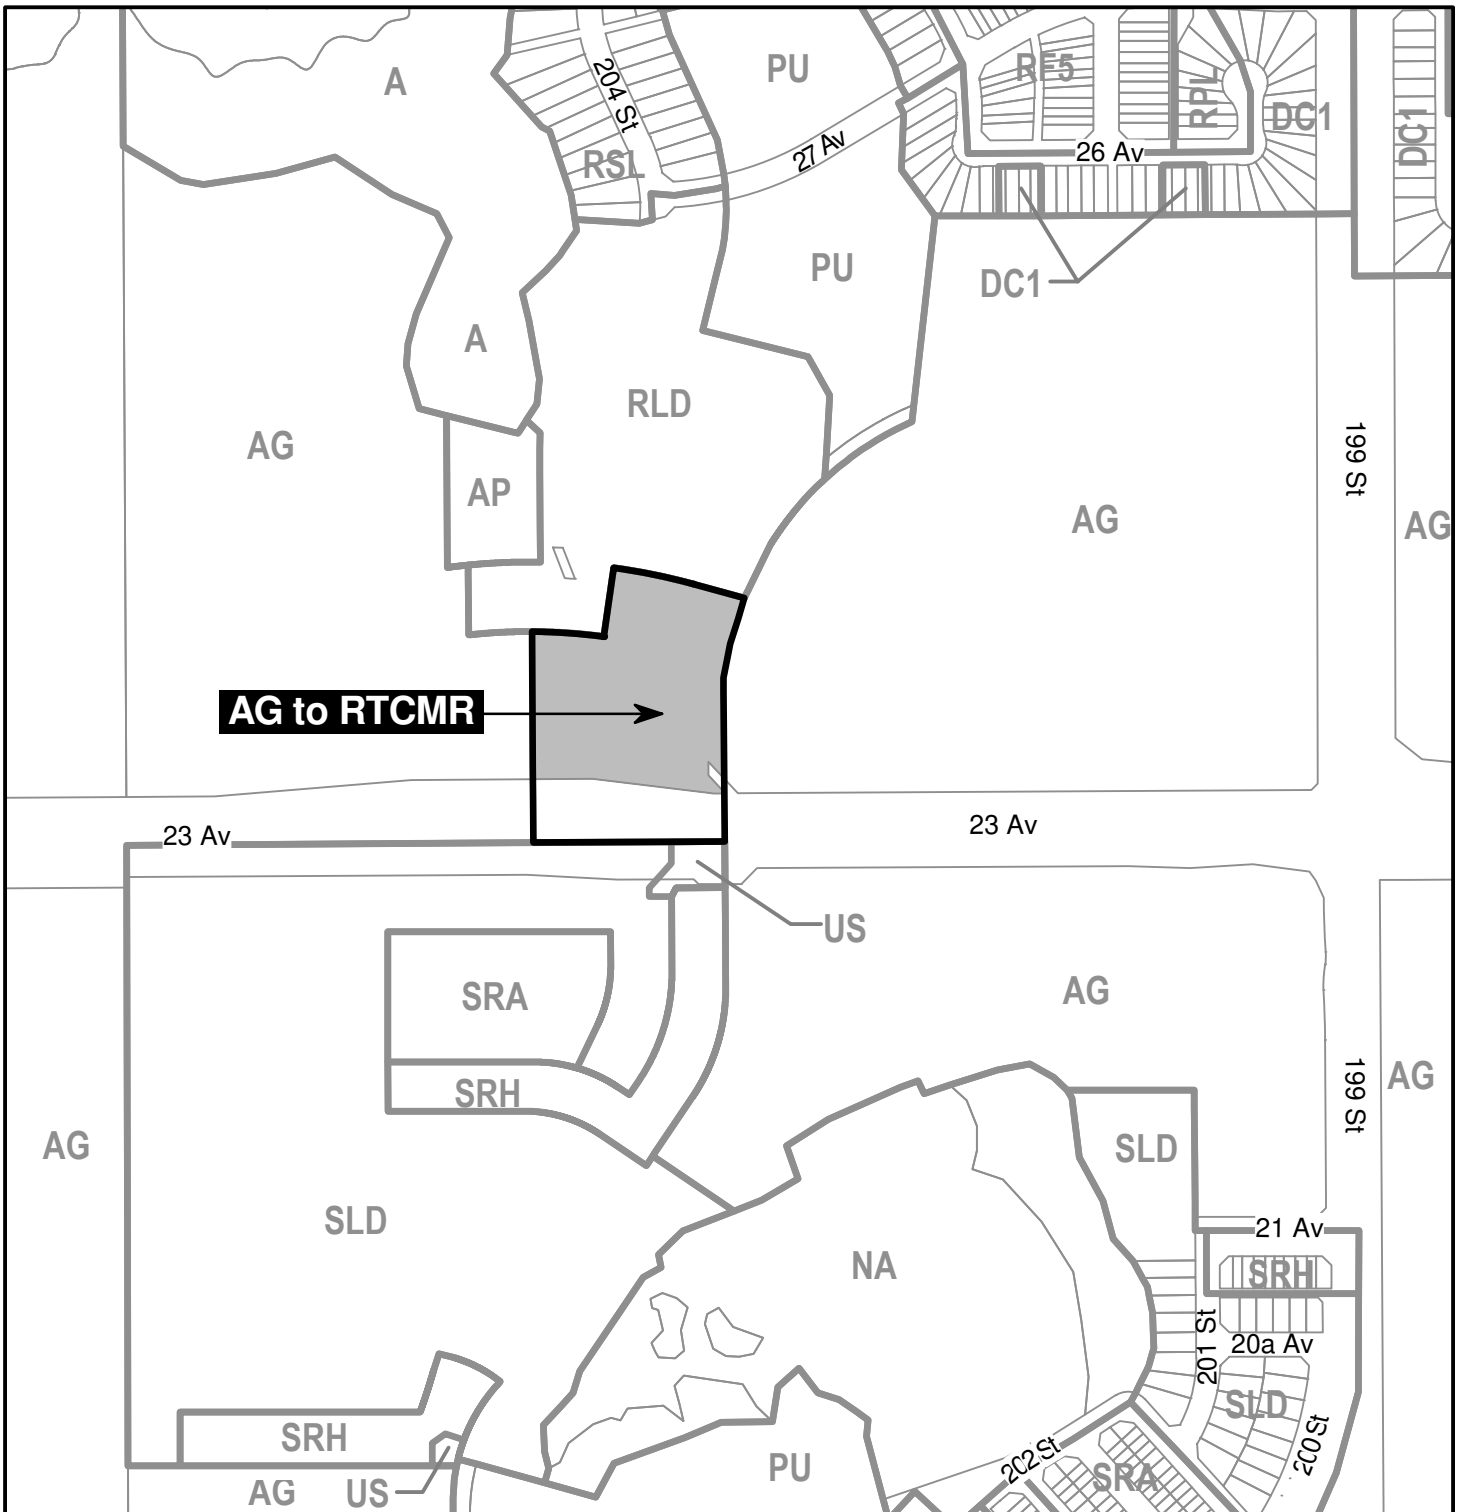 A
204 St
PU
RF5
RPL
DC1
DC1
RSL
27 Av
26 Av
PU
DC1
A
RLD
AG
199 St
AP
AG
AG
AG to RTCMR
23 Av
23 Av
US
SRA
AG
SRH
199 St
AG
AG
SLD
SLD
21 Av
NA
SRH
201 St
20a Av
SLD
SRH
200 St
202 St
PU
SRA
AG
US